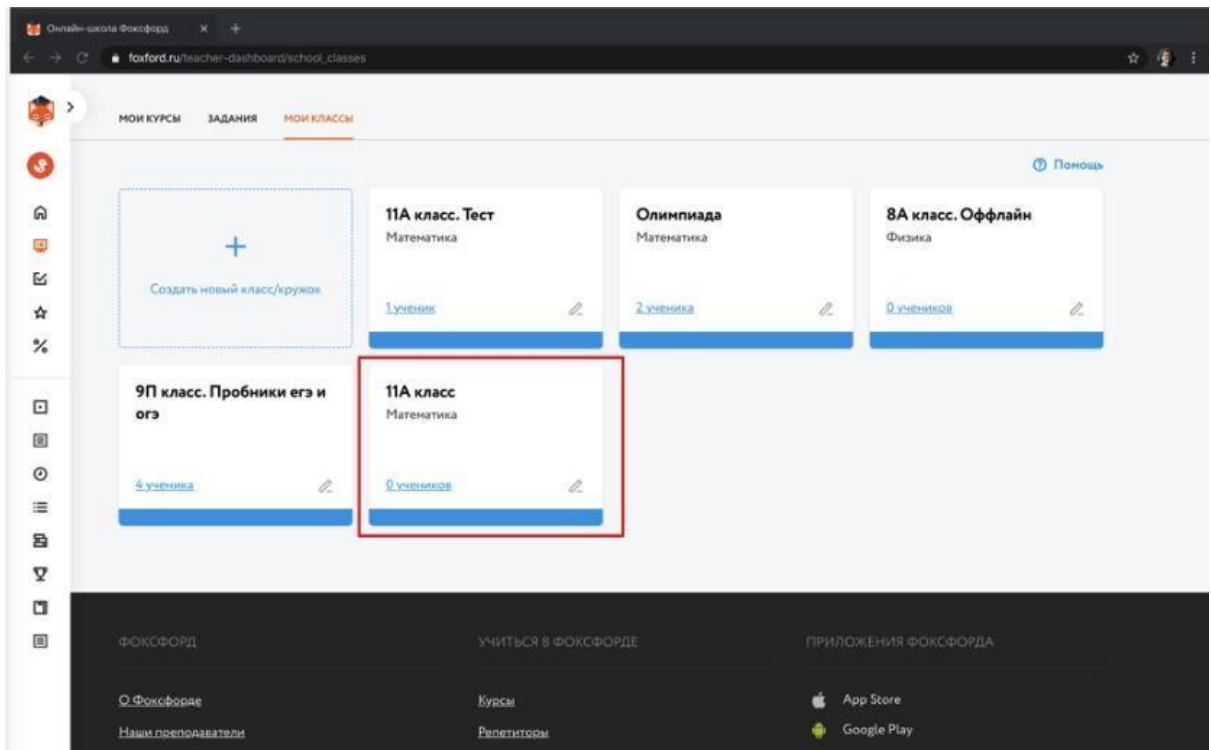 Онлайн-школа Фоксфорд
foxford.ru/teacher-dashboard/school_classes
МОИ КУРСЫ ЗАДАНИЯ МОИ КЛАССЫ
Помощь
Создать новый класс/кружок
11А класс. Тест
Математика
1 ученик
Олимпиада
Математика
2 ученика
8А класс. Оффлайн
Физика
0 учеников
9П класс. Пробники егэ и
огэ
4 ученика
11А класс
Математика
0 учеников
ФОКСФОРД
О Фоксфорде
Наши преподаватели
УЧИТЬСЯ В ФОКСФОРДЕ
Курсы
Репетиторы
ПРИЛОЖЕНИЯ ФОКСФОРДА
App Store
Google Play